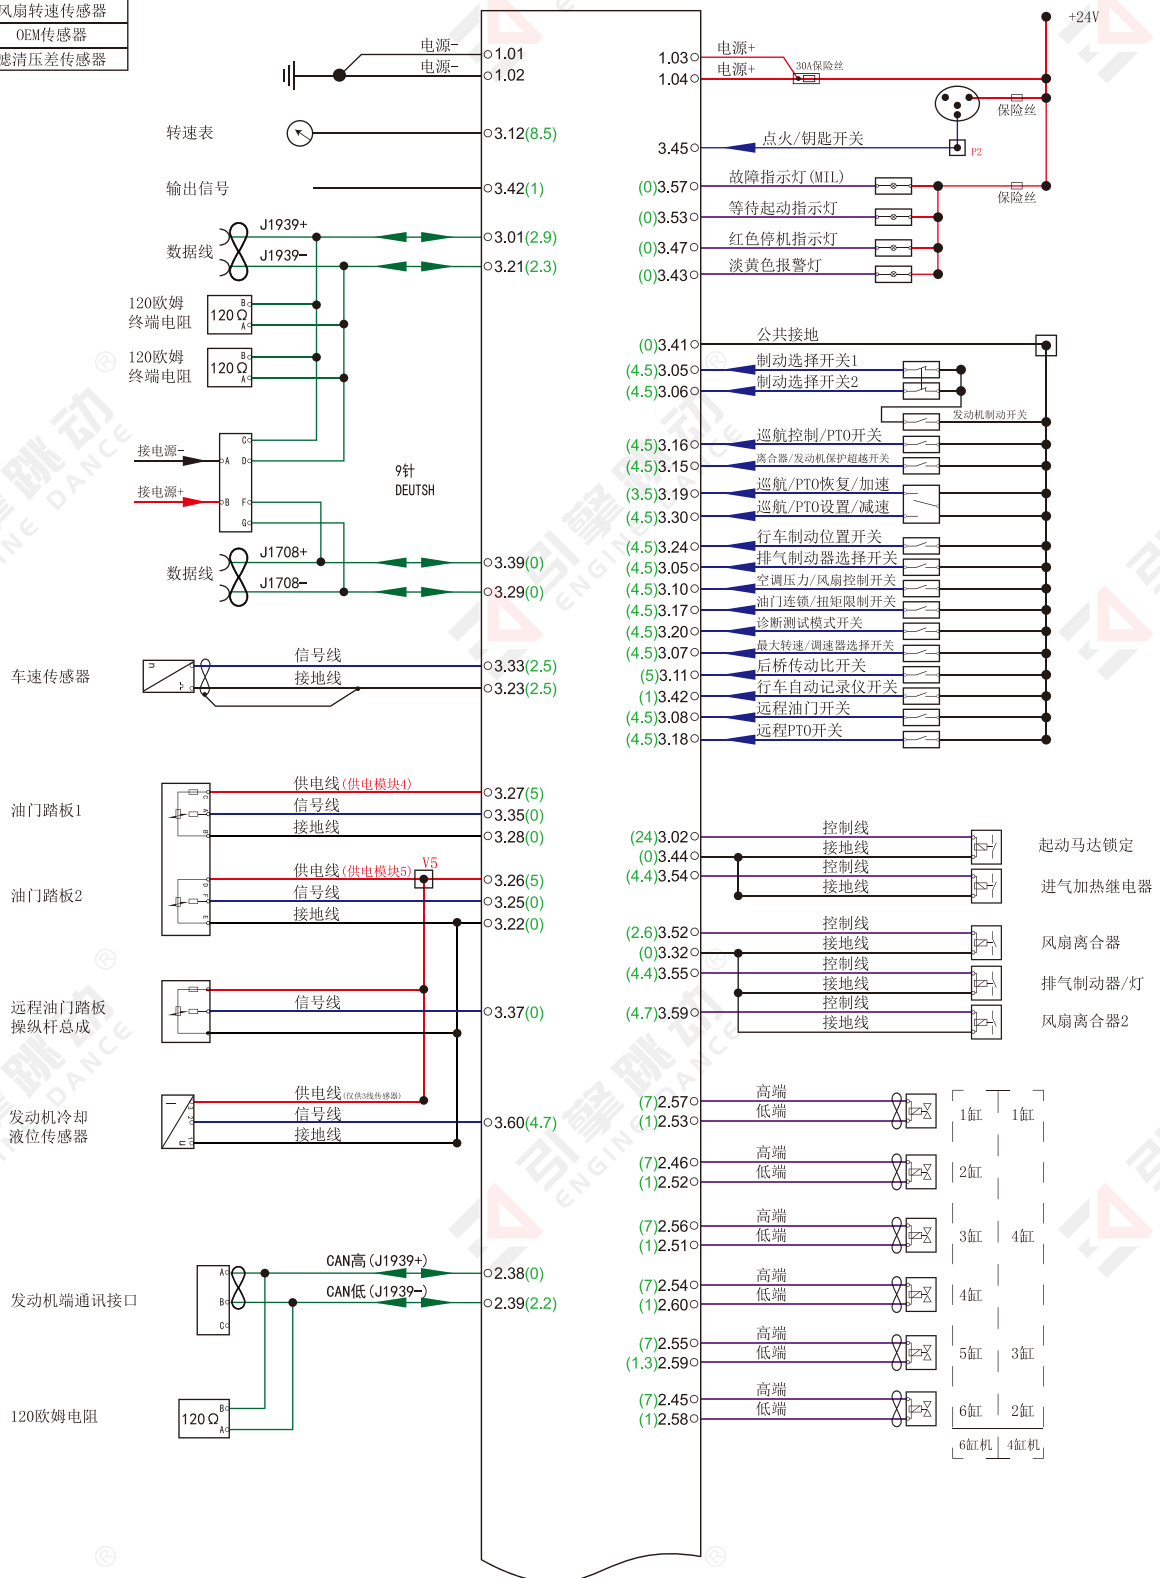 风扇转速传感器
OEM传感器
滤清压差传感器
电源- 1.01
电源- 1.02
转速表 3.12(8.5)
输出信号 3.42(1)
J1939+ 3.01(2.9)
数据线
J1939- 3.21(2.3)
120欧姆
终端电阻
B
120Ω
A
120欧姆
终端电阻
B
120Ω
A
接电源- A
C
D
接电源+ B
F
G
9针
DEUTSH
J1708+ 3.39(0)
数据线
J1708- 3.29(0)
车速传感器
信号线 3.33(2.5)
接地线 3.23(2.5)
油门踏板1
供电线(供电模块4) 3.27(5)
信号线 3.35(0)
接地线 3.28(0)
C
A
B
油门踏板2
供电线(供电模块5) V5 3.26(5)
信号线 3.25(0)
接地线 3.22(0)
D
F
E
远程油门踏板
操纵杆总成
信号线 3.37(0)
发动机冷却
液位传感器
供电线(仅供3线传感器)
信号线 3.60(4.7)
接地线
发动机端通讯接口
A
B
C
CAN高(J1939+) 2.38(0)
CAN低(J1939-) 2.39(2.2)
120欧姆电阻
B
120Ω
A
+24V
1.03 电源+
1.04 电源+ 30A保险丝
保险丝
3.45 点火/钥匙开关 P2
(0)3.57 故障指示灯(MIL) 保险丝
(0)3.53 等待起动指示灯
(0)3.47 红色停机指示灯
(0)3.43 淡黄色报警灯
(0)3.41 公共接地
(4.5)3.05 制动选择开关1
(4.5)3.06 制动选择开关2
发动机制动开关
(4.5)3.16 巡航控制/PTO开关
(4.5)3.15 离合器/发动机保护超越开关
(3.5)3.19 巡航/PTO恢复/加速
(4.5)3.30 巡航/PTO设置/减速
(4.5)3.24 行车制动位置开关
(4.5)3.05 排气制动器选择开关
(4.5)3.10 空调压力/风扇控制开关
(4.5)3.17 油门连锁/扭矩限制开关
(4.5)3.20 诊断测试模式开关
(4.5)3.07 最大转速/调速器选择开关
(5)3.11 后桥传动比开关
(1)3.42 行车自动记录仪开关
(4.5)3.08 远程油门开关
(4.5)3.18 远程PTO开关
(24)3.02 控制线
(0)3.44 接地线 起动马达锁定
(4.4)3.54 控制线
接地线 进气加热继电器
(2.6)3.52 控制线
(0)3.32 接地线 风扇离合器
(4.4)3.55 控制线
接地线 排气制动器/灯
(4.7)3.59 控制线
接地线 风扇离合器2
(7)2.57 高端
(1)2.53 低端 1缸 1缸
(7)2.46 高端
(1)2.52 低端 2缸
(7)2.56 高端
(1)2.51 低端 3缸 4缸
(7)2.54 高端
(1)2.60 低端 4缸
(7)2.55 高端
(1.3)2.59 低端 5缸 3缸
(7)2.45 高端
(1)2.58 低端 6缸 2缸
6缸机 4缸机
引擎跳动
ENGINE DANCE